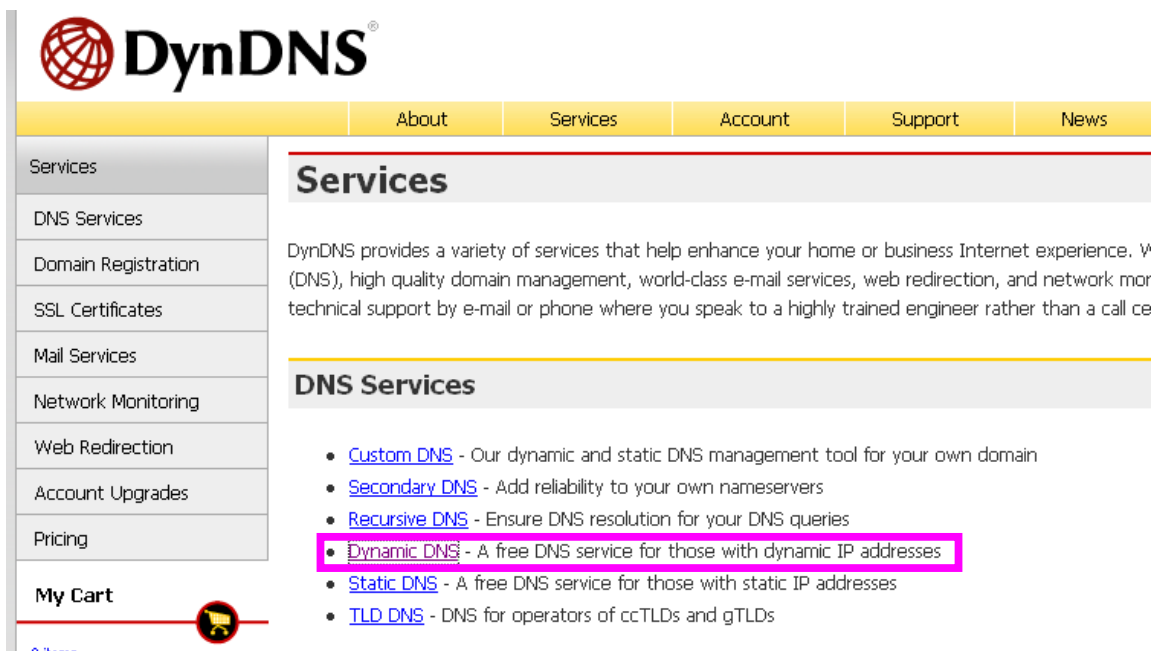 DynDNS®
About Services Account Support News
Services
DNS Services
Domain Registration
SSL Certificates
Mail Services
Network Monitoring
Web Redirection
Account Upgrades
Pricing
My Cart
Services
DynDNS provides a variety of services that help enhance your home or business Internet experience. W
(DNS), high quality domain management, world-class e-mail services, web redirection, and network mor
technical support by e-mail or phone where you speak to a highly trained engineer rather than a call ce
DNS Services
• Custom DNS - Our dynamic and static DNS management tool for your own domain
• Secondary DNS - Add reliability to your own nameservers
• Recursive DNS - Ensure DNS resolution for your DNS queries
• Dynamic DNS - A free DNS service for those with dynamic IP addresses
• Static DNS - A free DNS service for those with static IP addresses
• TLD DNS - DNS for operators of ccTLDs and gTLDs